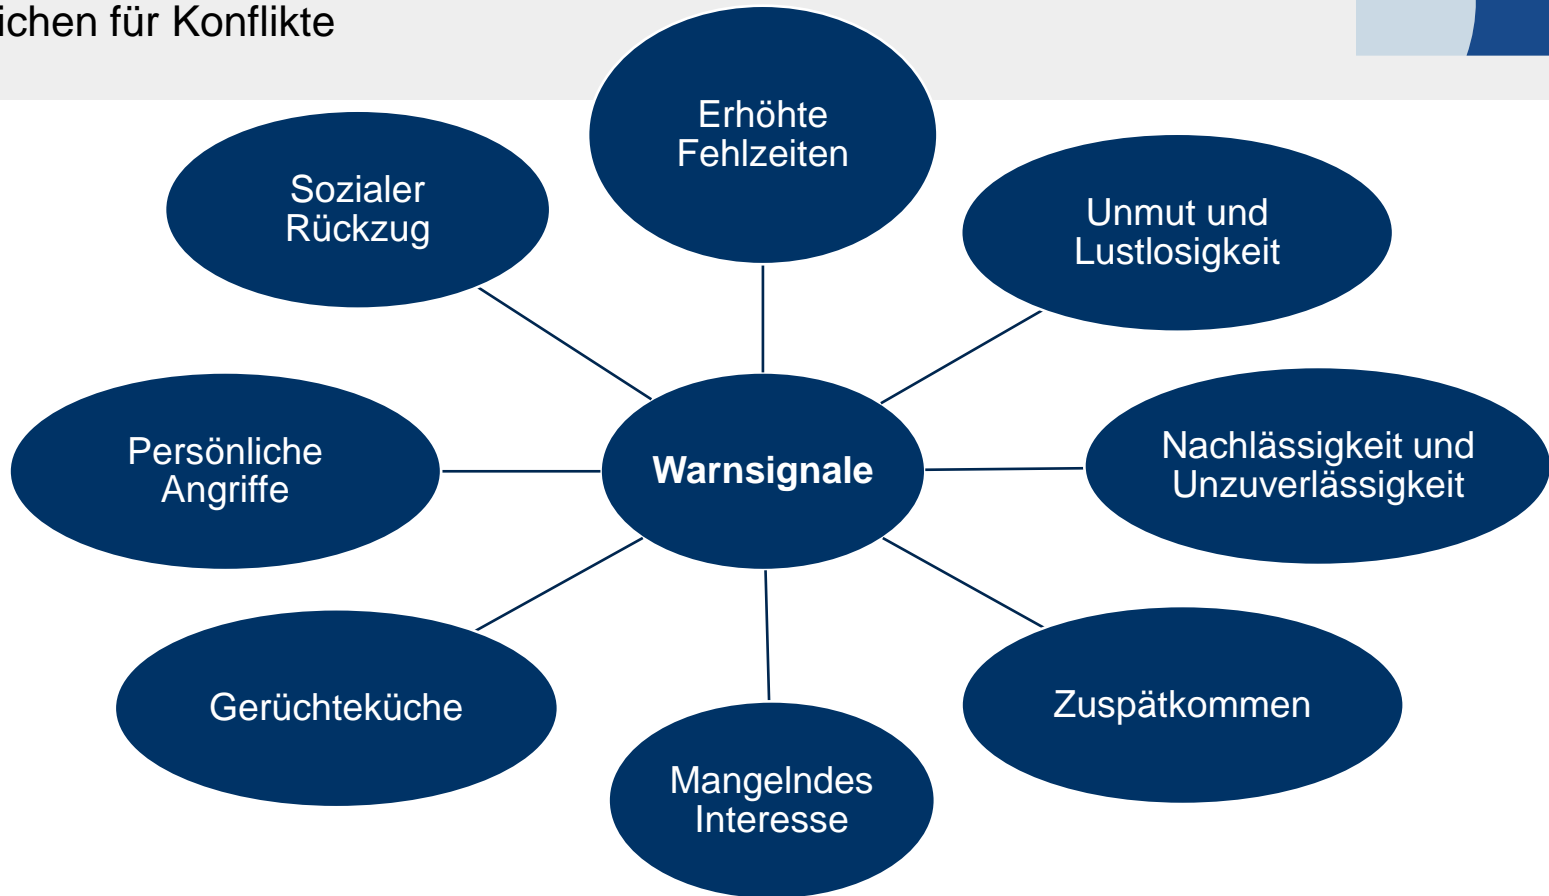 ichen für Konflikte
Erhöhte
Fehlzeiten
Sozialer
Rückzug
Unmut und
Lustlosigkeit
Persönliche
Angriffe
Warnsignale
Nachlässigkeit und
Unzuverlässigkeit
Gerüchteküche
Zuspätkommen
Mangelndes
Interesse